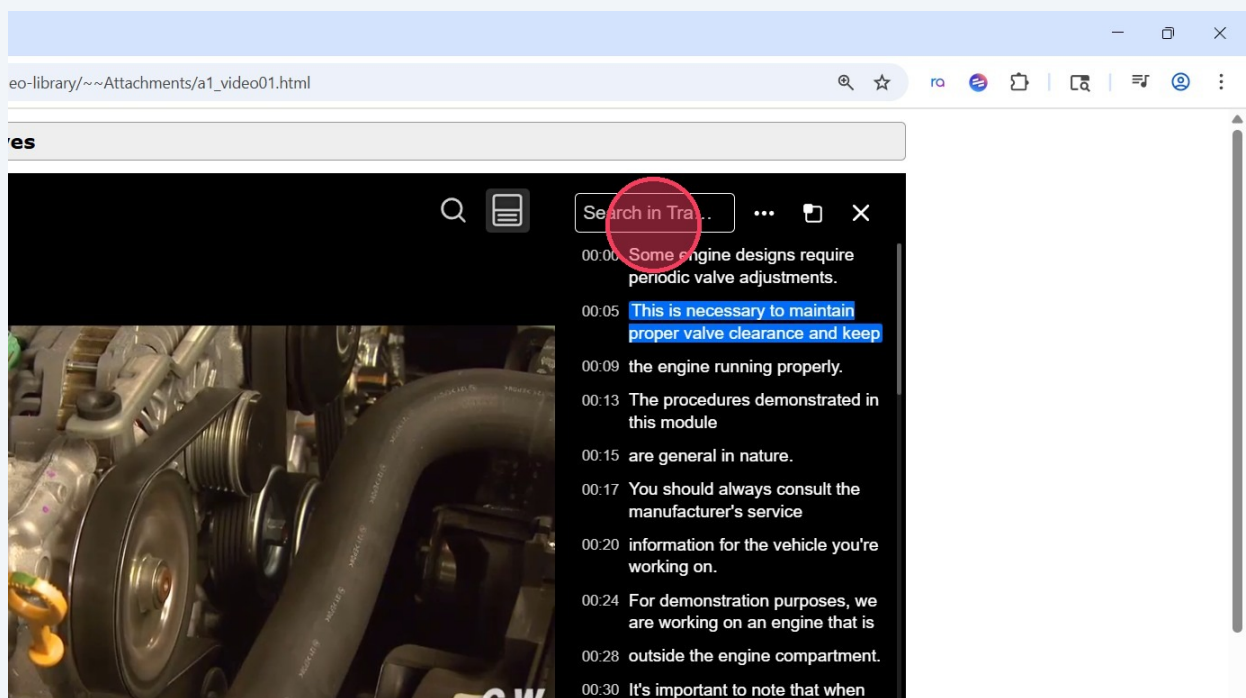 eo-library/~~Attachments/a1_video01.html
ra
ves
Search in Tra...
00:00 Some engine designs require
periodic valve adjustments.
00:05 This is necessary to maintain
proper valve clearance and keep
00:09 the engine running properly.
00:13 The procedures demonstrated in
this module
00:15 are general in nature.
00:17 You should always consult the
manufacturer's service
00:20 information for the vehicle you're
working on.
00:24 For demonstration purposes, we
are working on an engine that is
00:28 outside the engine compartment.
00:30 It's important to note that when